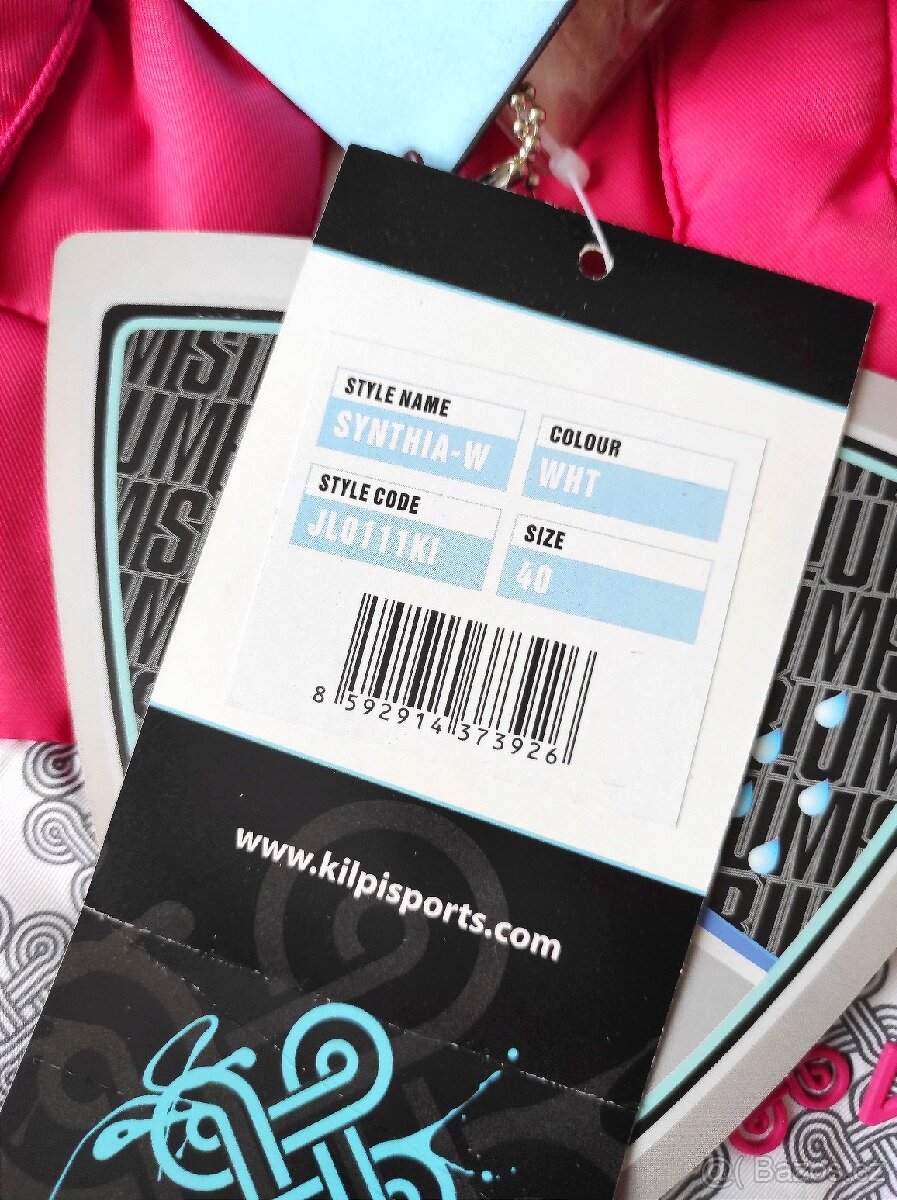 STYLE NAME
SYNTHIA-W
COLOUR
WHT
STYLE CODE
JL0111KI
SIZE
40
8 592914 373926
www.kilpisports.com